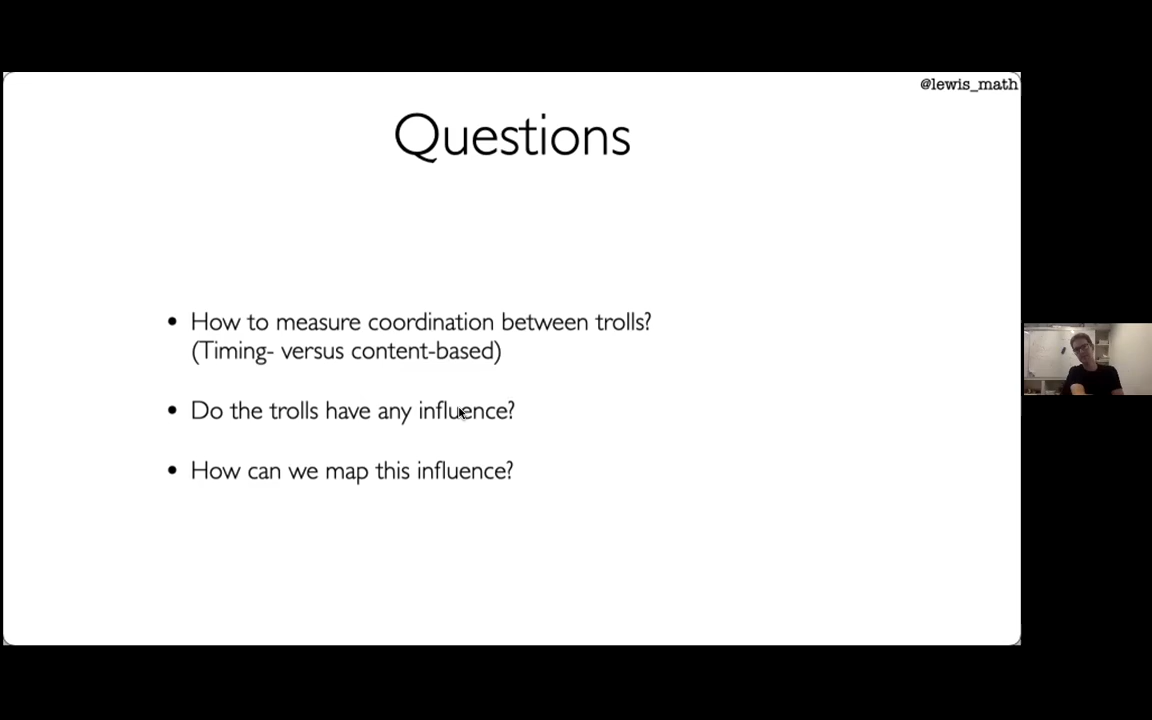 @lewis_math
Questions
• How to measure coordination between trolls?
(Timing- versus content-based)
• Do the trolls have any influence?
• How can we map this influence?